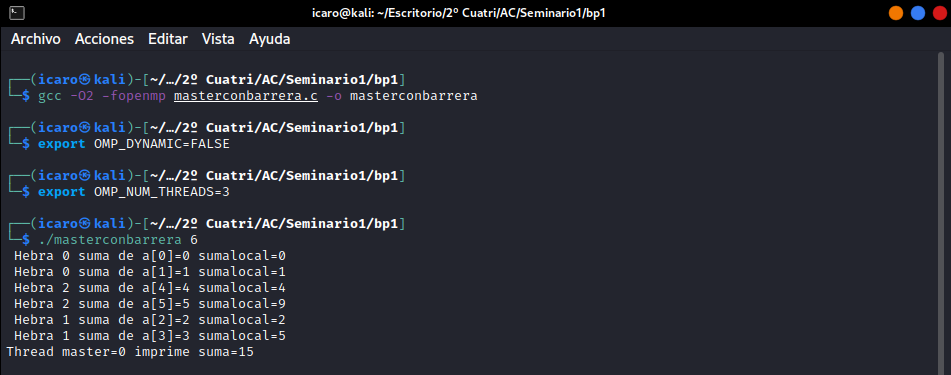 icaro@kali: ~/Escritorio/2º Cuatri/AC/Seminario1/bp1
Archivo Acciones Editar Vista Ayuda
┌──(icaro㉿kali)-[~/…/2º Cuatri/AC/Seminario1/bp1]
└─$ gcc -O2 -fopenmp masterconbarrera.c -o masterconbarrera
┌──(icaro㉿kali)-[~/…/2º Cuatri/AC/Seminario1/bp1]
└─$ export OMP_DYNAMIC=FALSE
┌──(icaro㉿kali)-[~/…/2º Cuatri/AC/Seminario1/bp1]
└─$ export OMP_NUM_THREADS=3
┌──(icaro㉿kali)-[~/…/2º Cuatri/AC/Seminario1/bp1]
└─$ ./masterconbarrera 6
Hebra 0 suma de a[0]=0 sumalocal=0
Hebra 0 suma de a[1]=1 sumalocal=1
Hebra 2 suma de a[4]=4 sumalocal=4
Hebra 2 suma de a[5]=5 sumalocal=9
Hebra 1 suma de a[2]=2 sumalocal=2
Hebra 1 suma de a[3]=3 sumalocal=5
Thread master=0 imprime suma=15